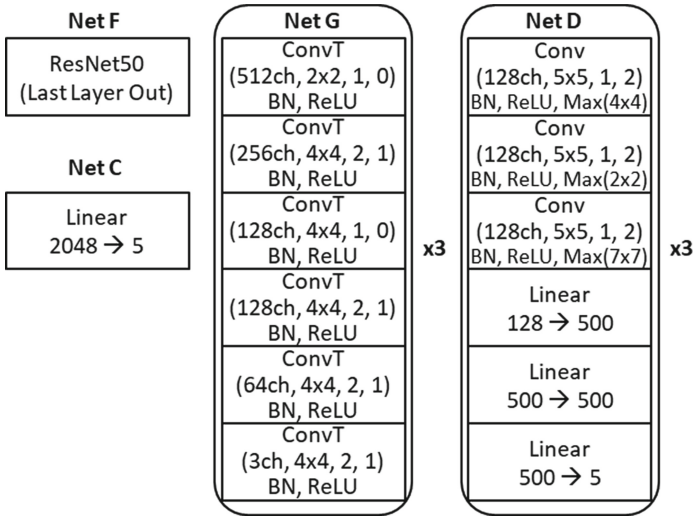 Net F
ResNet50
(Last Layer Out)
Net C
Linear
2048 → 5
Net G
ConvT
(512ch, 2x2, 1, 0)
BN, ReLU
ConvT
(256ch, 4x4, 2, 1)
BN, ReLU
ConvT
(128ch, 4x4, 1, 0)
BN, ReLU
ConvT
(128ch, 4x4, 2, 1)
BN, ReLU
ConvT
(64ch, 4x4, 2, 1)
BN, ReLU
ConvT
(3ch, 4x4, 2, 1)
BN, ReLU
x3
Net D
Conv
(128ch, 5x5, 1, 2)
BN, ReLU, Max(4x4)
Conv
(128ch, 5x5, 1, 2)
BN, ReLU, Max(2x2)
Conv
(128ch, 5x5, 1, 2)
BN, ReLU, Max(7x7)
Linear
128 → 500
Linear
500 → 500
Linear
500 → 5
x3